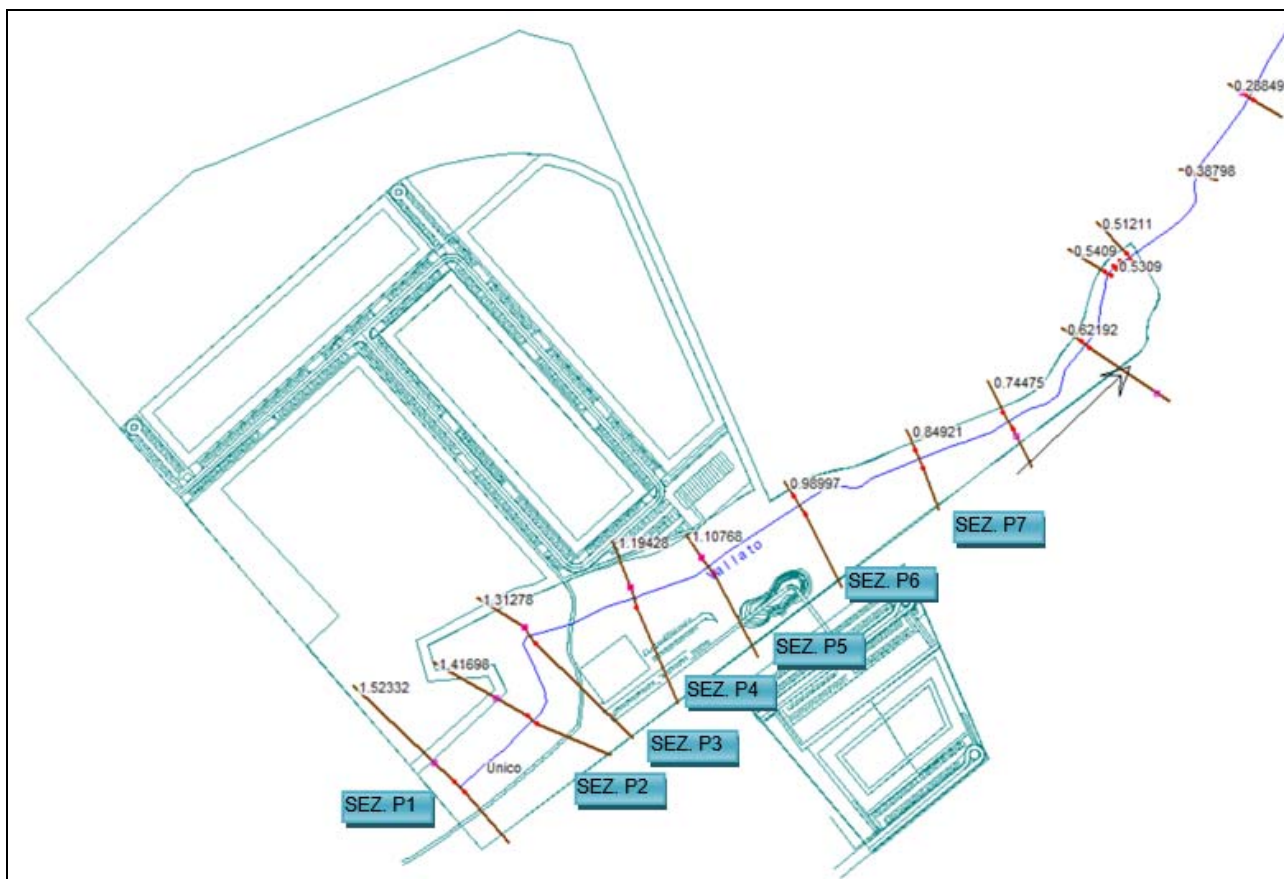 0.28849
0.38798
0.51211
0.5409
0.5309
0.62192
0.74475
0.84921
SEZ. P7
0.98997
SEZ. P6
1.10768
Vallato
1.19428
SEZ. P5
1.31278
SEZ. P4
1.41698
SEZ. P3
1.52332
Unico
SEZ. P2
SEZ. P1